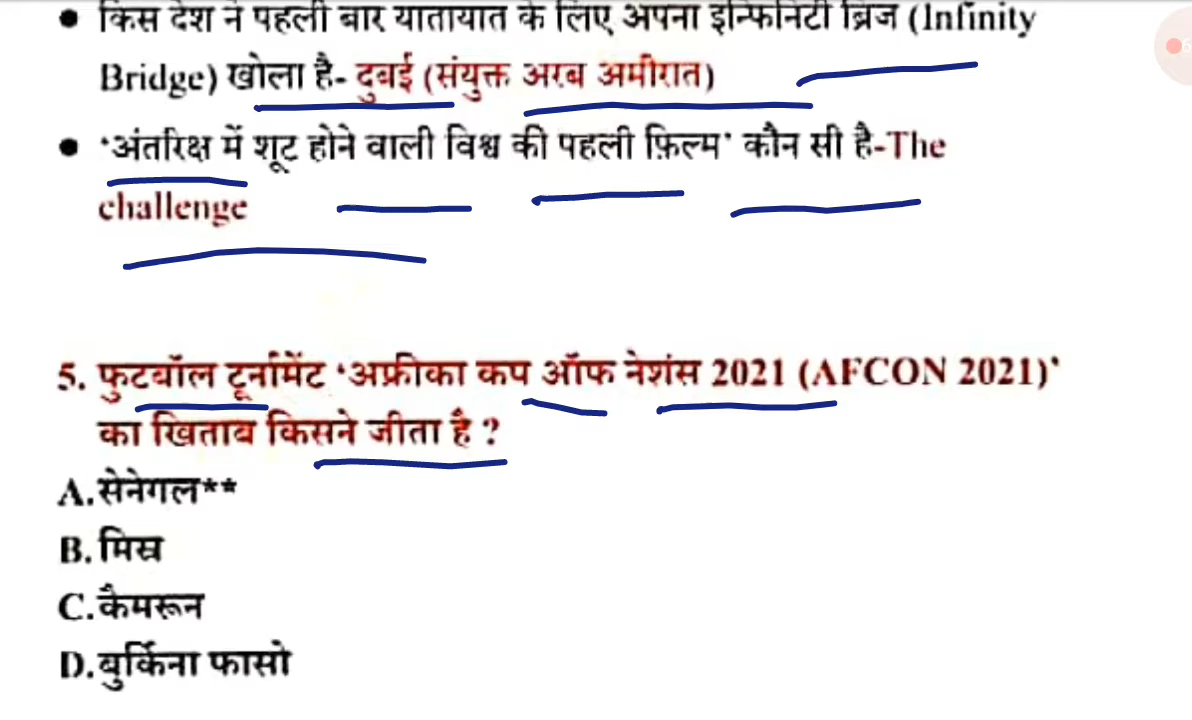 ● किस देश ने पहली बार यातायात के लिए अपना इन्फिनिटी ब्रिज (Infinity
Bridge) खोला है- दुबई (संयुक्त अरब अमीरात)
● 'अंतरिक्ष में शूट होने वाली विश्व की पहली फ़िल्म' कौन सी है-The
challenge
5. फुटबॉल टूर्नामेंट 'अफ्रीका कप ऑफ नेशंस 2021 (AFCON 2021)'
का खिताब किसने जीता है ?
A.सेनेगल**
B.मिस्र
C.कैमरून
D.बुर्किना फासो